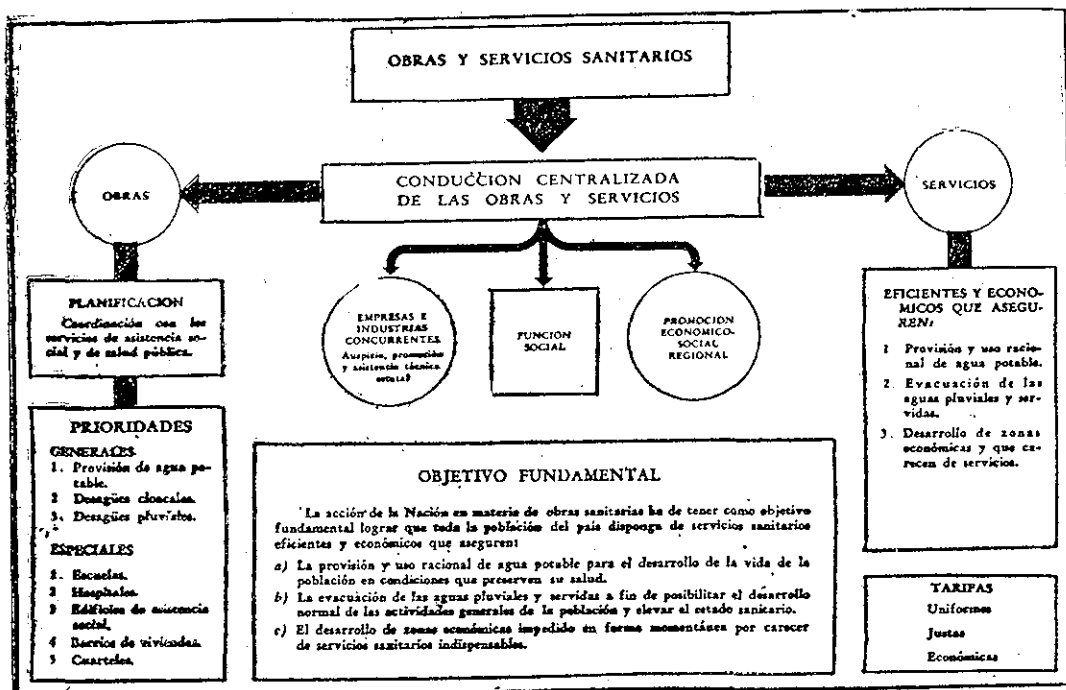 OBRAS Y SERVICIOS SANITARIOS
CONDUCCION CENTRALIZADA
DE LAS OBRAS Y SERVICIOS
OBRAS
SERVICIOS
PLANIFICACION
Coordinación con los
servicios de asistencia so-
cial y de salud pública.
PRIORIDADES
GENERALES
1. Provisión de agua po-
table.
2 Desagües cloacales.
3. Desagües pluviales.
ESPECIALES
1. Escuelas.
2 Hospitales.
3 Edificios de asistencia
social.
4 Barrios de viviendas.
5 Cuarteles.
EMPRESAS E
INDUSTRIAS
CONCURRENTES
Auspicio, promoción
y asistencia técnica
estatal
FUNCION
SOCIAL
PROMOCION
ECONOMICO-
SOCIAL
REGIONAL
OBJETIVO FUNDAMENTAL
La acción de la Nación en materia de obras sanitarias ha de tener como objetivo
fundamental lograr que toda la población del país disponga de servicios sanitarios
eficientes y económicos que aseguren:
a) La provisión y uso racional de agua potable para el desarrollo de la vida de la
población en condiciones que preserven su salud.
b) La evacuación de las aguas pluviales y servidas a fin de posibilitar el desarrollo
normal de las actividades generales de la población y elevar el estado sanitario.
c) El desarrollo de zonas económicas impedido en forma momentánea por carecer
de servicios sanitarios indispensables.
EFICIENTES Y ECONO-
MICOS QUE ASEGU-
REN:
1 Provisión y uso racio-
nal de agua potable.
2. Evacuación de las
aguas pluviales y ser-
vidas.
3. Desarrollo de zonas
económicas y que ca-
recen de servicios.
TARIFAS
Uniformes
Justas
Económicas